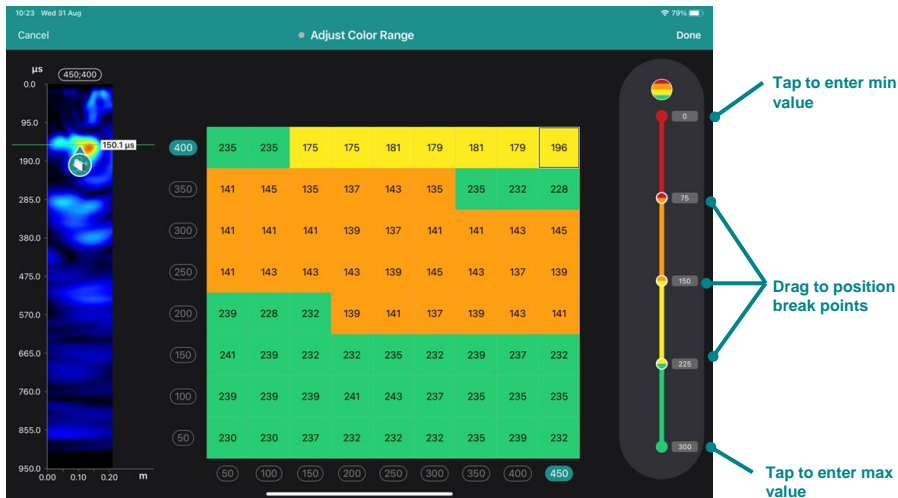 10:23 Wed 31 Aug
79%
Cancel
Adjust Color Range
Done
µs
450;400
0.0
95.0
150.1 µs
190.0
285.0
380.0
475.0
570.0
665.0
760.0
855.0
950.0
0.00 0.10 0.20 m
400 235 235 175 175 181 179 181 179 196
350 141 145 135 137 143 135 235 232 228
300 141 141 141 139 137 141 141 143 145
250 141 143 143 143 139 145 143 137 139
200 239 228 232 139 141 137 139 143 141
150 241 239 232 232 235 232 239 237 232
100 239 239 239 241 243 237 235 235 235
50 230 230 237 232 232 232 235 239 232
50 100 150 200 250 300 350 400 450
0
75
150
225
300
Tap to enter min
value
Drag to position
break points
Tap to enter max
value